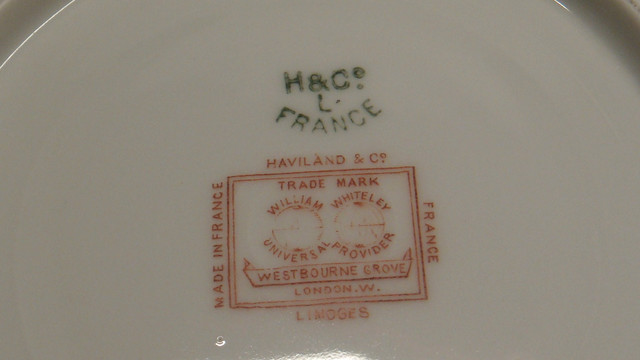 H&Co
L.
FRANCE
HAVILAND & Co
TRADE MARK
WILLIAM WHITELEY
UNIVERSAL PROVIDER
WESTBOURNE GROVE
LONDON.W.
MADE IN FRANCE
FRANCE
LIMOGES